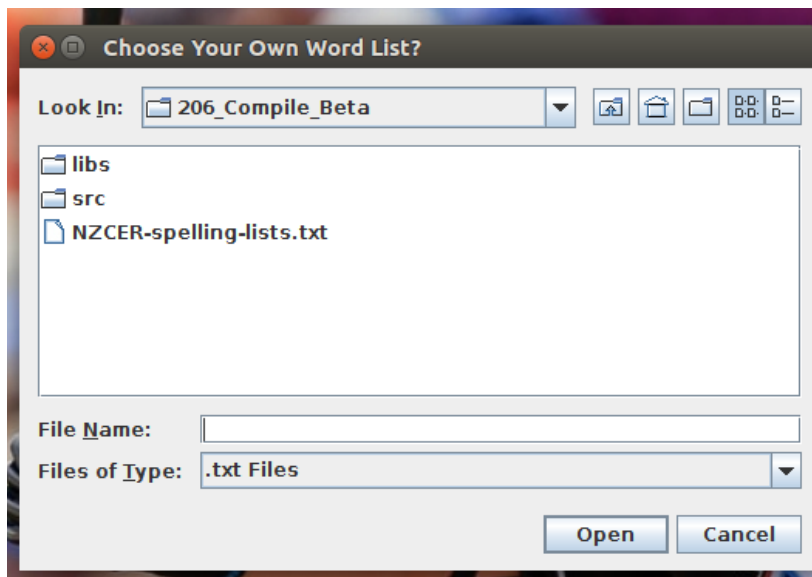 Choose Your Own Word List?
Look In: 206_Compile_Beta
libs
src
NZCER-spelling-lists.txt
File Name:
Files of Type: .txt Files
Open Cancel